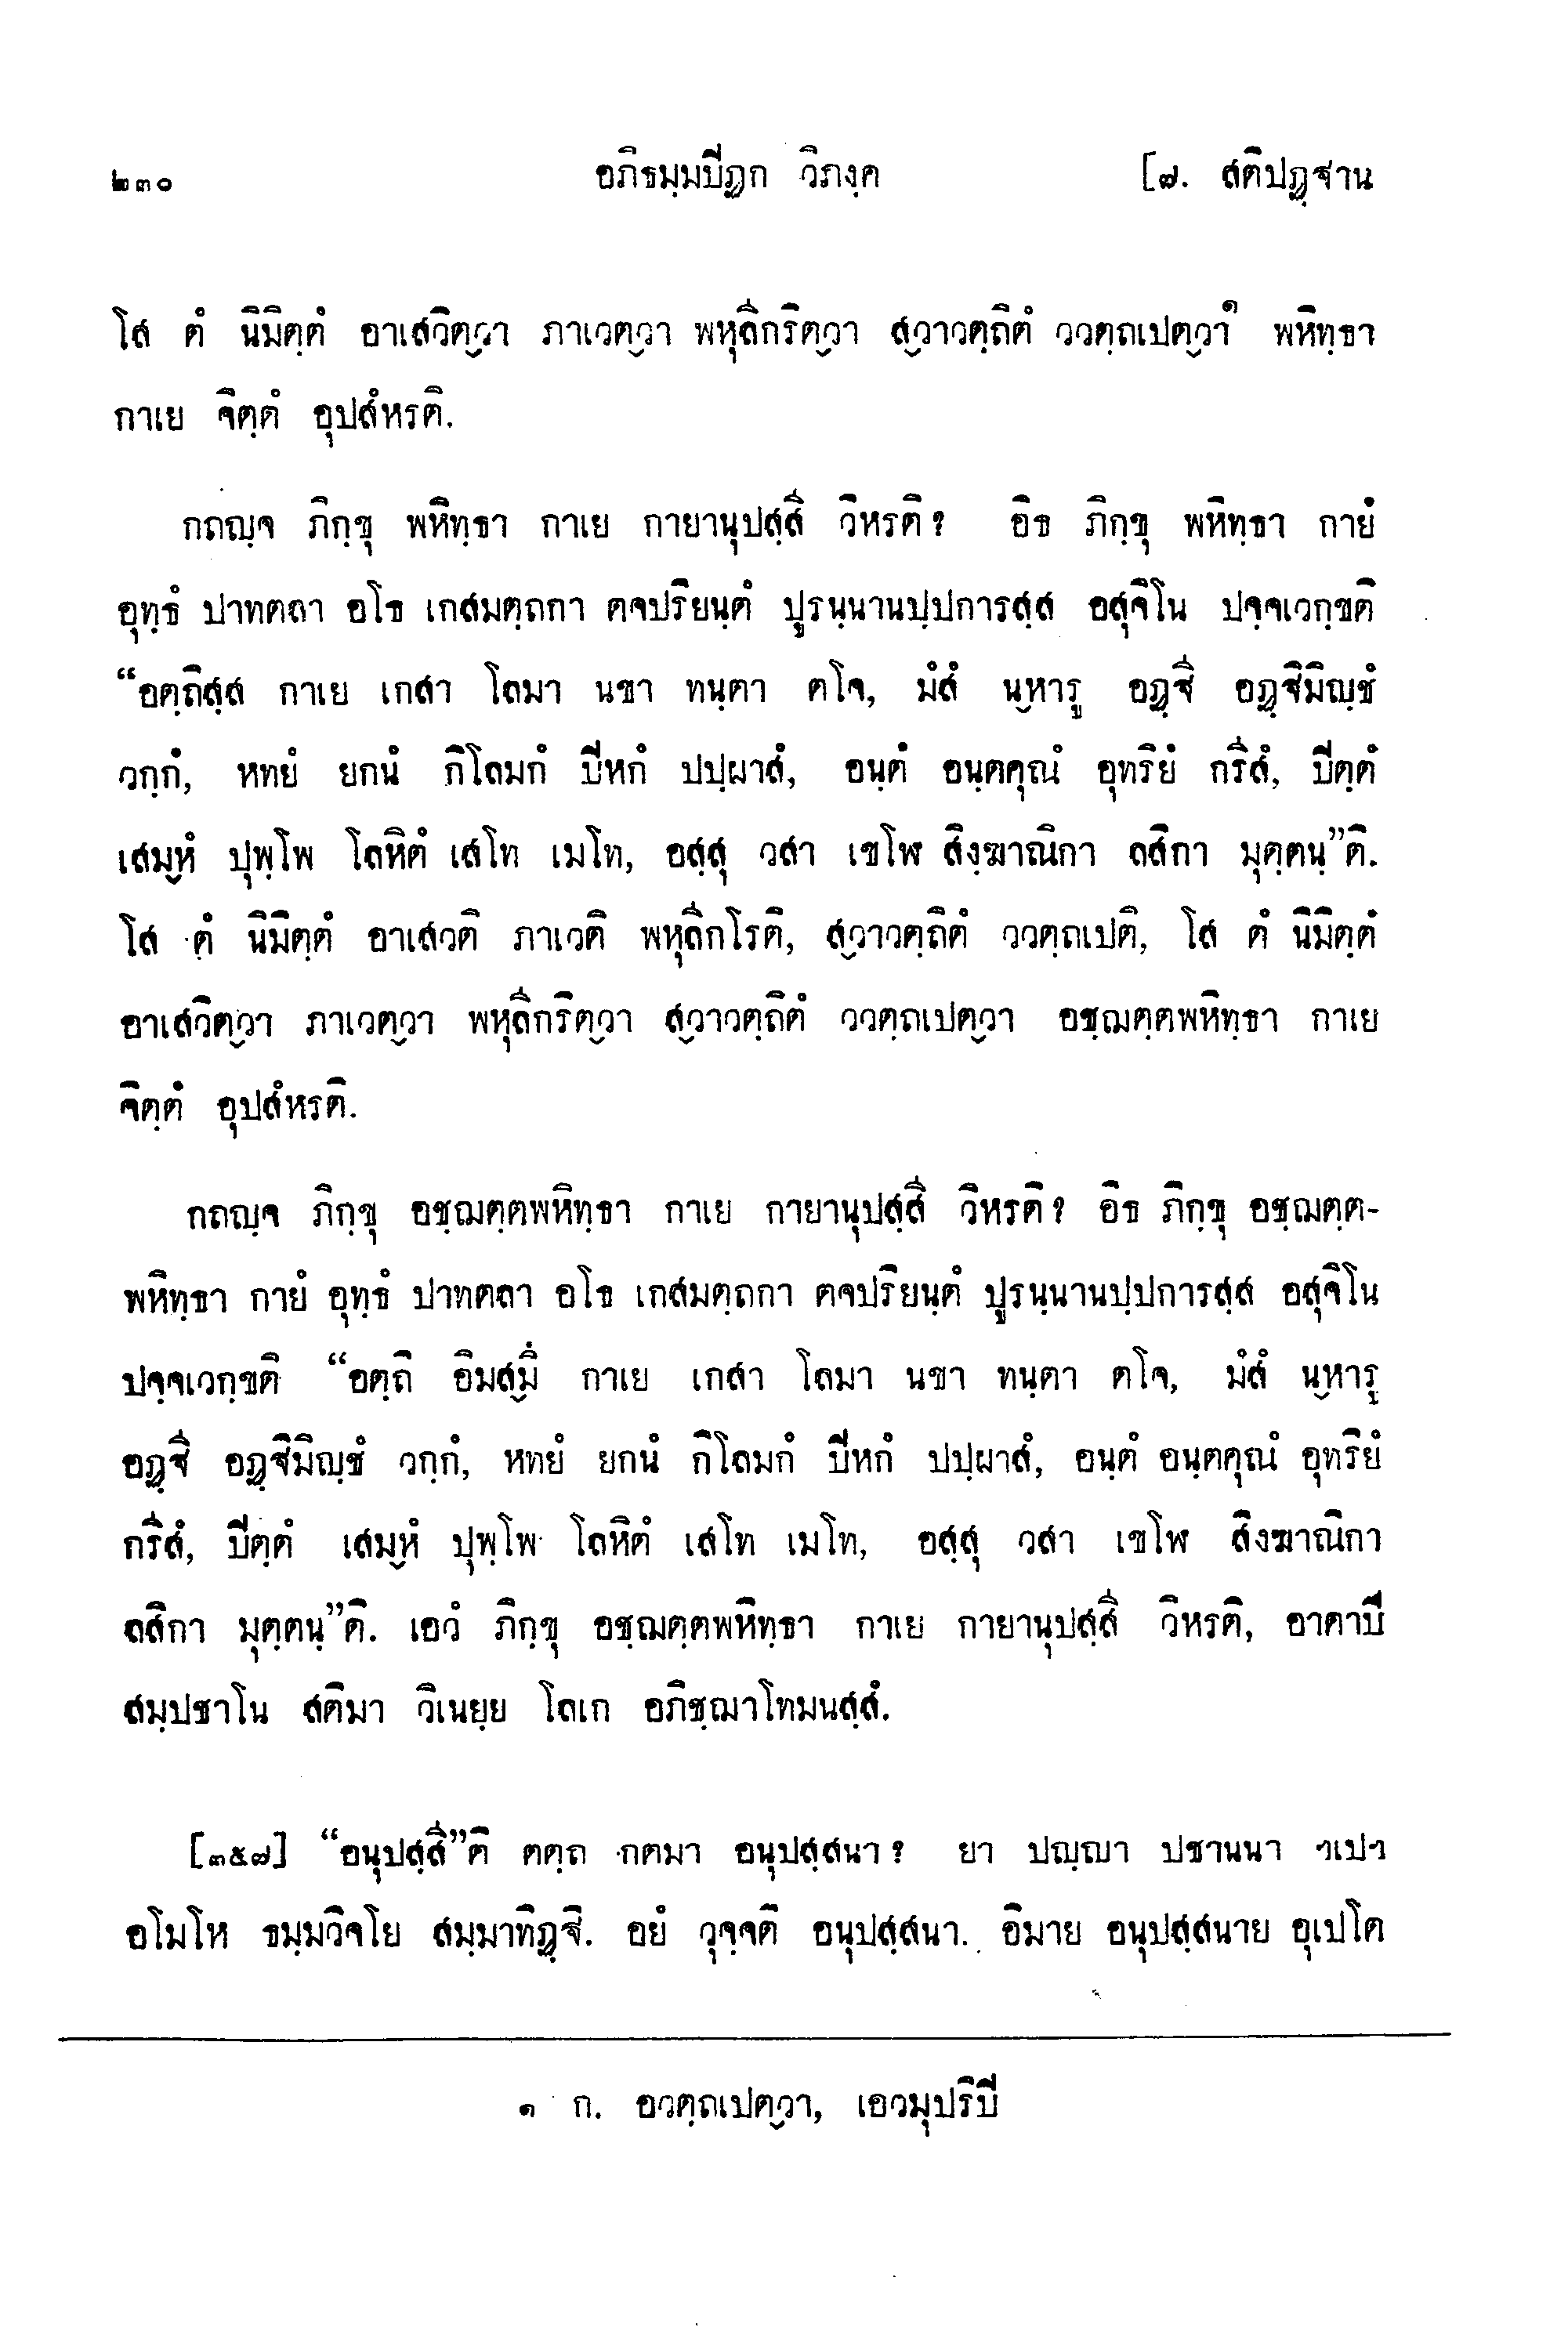 ๒๓๐ อภิธมฺมปิฏก วิภงฺค [๗. สติปฏฺฐาน
โส ตํ นิมิตฺตํ อาเสวิตฺวา ภาเวตฺวา พหุลีกริตฺวา สฺวาวตฺถิตํ ววตฺถเปตฺวา๑ พหิทฺธา
กาเย จิตฺตํ อุปสํหรติ.
กถญฺจ ภิกฺขุ พหิทฺธา กาเย กายานุปสฺสี วิหรติ? อิธ ภิกฺขุ พหิทฺธา กายํ
อุทฺธํ ปาทตลา อโธ เกสมตฺถกา ตจปริยนฺตํ ปูรนฺนานปฺปการสฺส อสุจิโน ปจฺจเวกฺขติ
“อตฺถิสฺส กาเย เกสา โลมา นขา ทนฺตา ตโจ, มํสํ นฺหารู อฏฺฐี อฏฺฐิมิญฺชํ
วกฺกํ, หทยํ ยกนํ กิโลมกํ ปิหกํ ปปฺผาสํ, อนฺตํ อนฺตคุณํ อุทริยํ กรีสํ, ปิตฺตํ
เสมฺหํ ปุพฺโพ โลหิตํ เสโท เมโท, อสฺสุ วสา เขโฬ สิงฺฆาณิกา ลสิกา มุตฺตนฺ”ติ.
โส ตํ นิมิตฺตํ อาเสวติ ภาเวติ พหุลีกโรติ, สฺวาวตฺถิตํ ววตฺถเปติ, โส ตํ นิมิตฺตํ
อาเสวิตฺวา ภาเวตฺวา พหุลีกริตฺวา สฺวาวตฺถิตํ ววตฺถเปตฺวา อชฺฌตฺตพหิทฺธา กาเย
จิตฺตํ อุปสํหรติ.
กถญฺจ ภิกฺขุ อชฺฌตฺตพหิทฺธา กาเย กายานุปสฺสี วิหรติ? อิธ ภิกฺขุ อชฺฌตฺต-
พหิทฺธา กายํ อุทฺธํ ปาทตลา อโธ เกสมตฺถกา ตจปริยนฺตํ ปูรนฺนานปฺปการสฺส อสุจิโน
ปจฺจเวกฺขติ “อตฺถิ อิมสฺมึ กาเย เกสา โลมา นขา ทนฺตา ตโจ, มํสํ นฺหารู
อฏฺฐี อฏฺฐิมิญฺชํ วกฺกํ, หทยํ ยกนํ กิโลมกํ ปิหกํ ปปฺผาสํ, อนฺตํ อนฺตคุณํ อุทริยํ
กรีสํ, ปิตฺตํ เสมฺหํ ปุพฺโพ โลหิตํ เสโท เมโท, อสฺสุ วสา เขโฬ สิงฆาณิกา
ลสิกา มุตฺตนฺ”ติ. เอวํ ภิกฺขุ อชฺฌตฺตพหิทฺธา กาเย กายานุปสฺสี วิหรติ, อาตาปี
สมฺปชาโน สติมา วิเนยฺย โลเก อภิชฺฌาโทมนสฺสํ.
[๓๕๗] “อนุปสฺสี”ติ ตตฺถ กตมา อนุปสฺสนา? ยา ปญฺญา ปชานนา ฯเปฯ
อโมโห ธมฺมวิจโย สมฺมาทิฏฺฐิ. อยํ วุจฺจติ อนุปสฺสนา. อิมาย อนุปสฺสนาย อุเปโต
๑ ก. อวตฺถเปตฺวา, เอวมุปริปิ